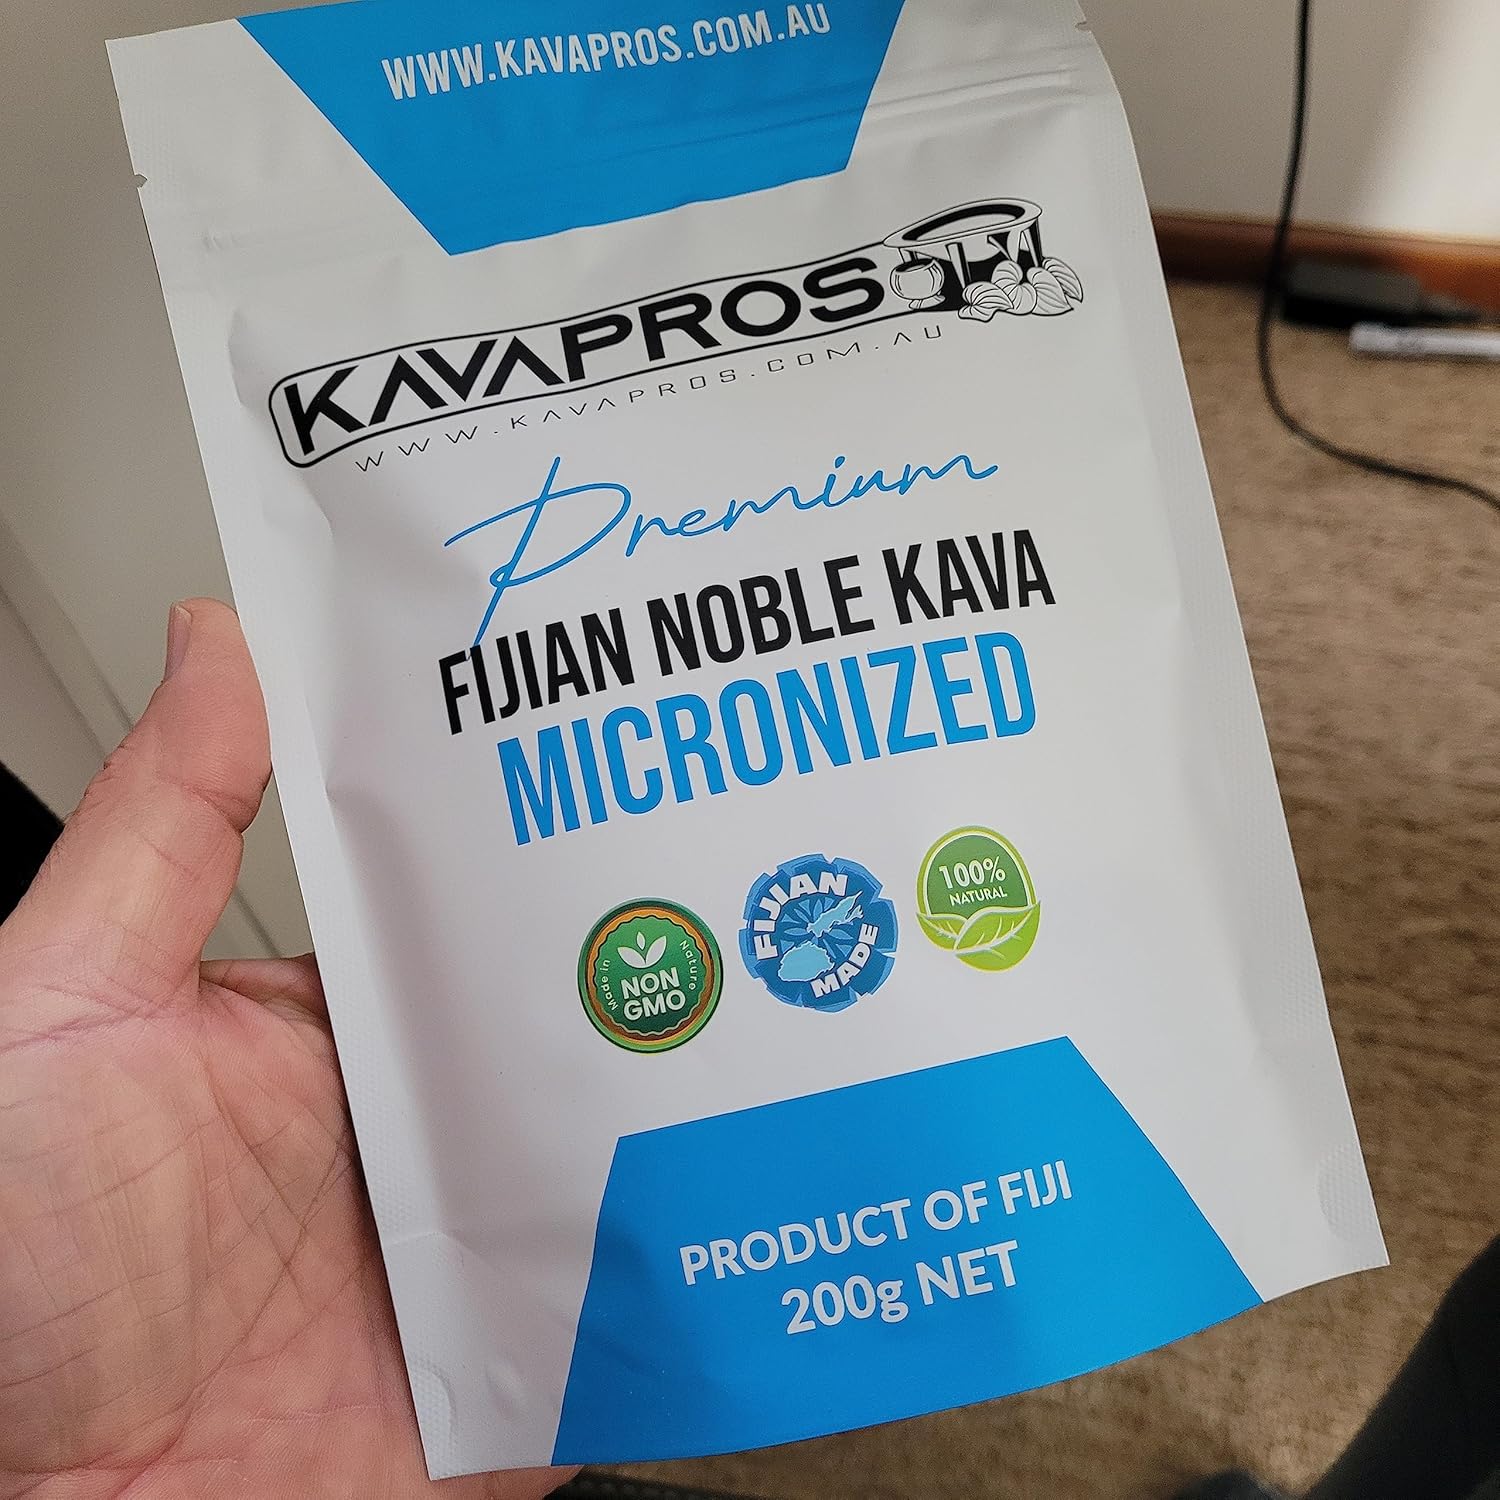 WWW.KAVAPROS.COM.AU
KAVAPROS
WWW.KAVAPROS.COM.AU
Premium
FIJIAN NOBLE KAVA
MICRONIZED
Made in Nature
NON
GMO
FIJIAN
MADE
100%
NATURAL
PRODUCT OF FIJI
200g NET